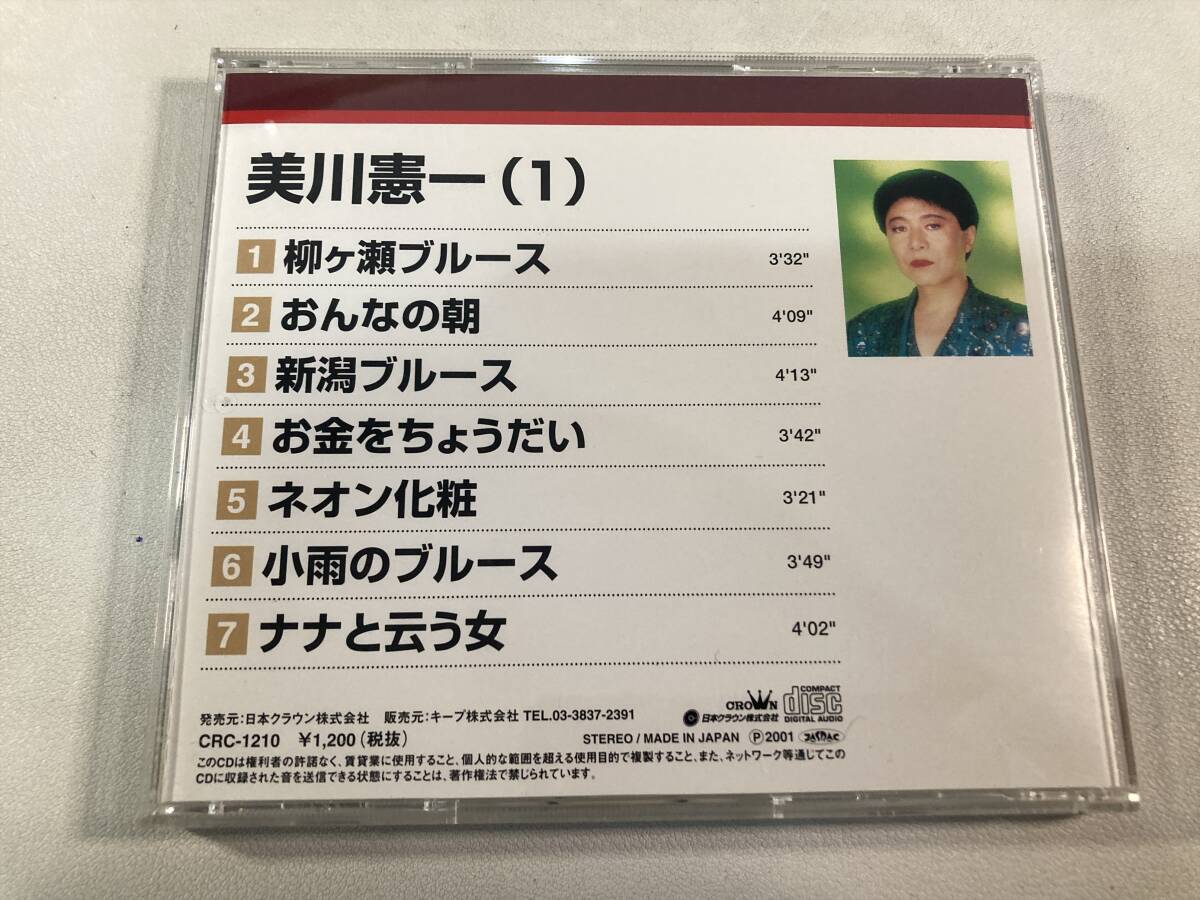 美川憲一(1)
1 柳ヶ瀬ブルース 3'32"
2 おんなの朝 4'09"
3 新潟ブルース 4'13"
4 お金をちょうだい 3'42"
5 ネオン化粧 3'21"
6 小雨のブルース 3'49"
7 ナナと云う女 4'02"
CROWN
COMPACT
disc
DIGITAL AUDIO
発売元:日本クラウン株式会社 販売元:キープ株式会社 TEL.03-3837-2391
日本クラウン株式会社
CRC-1210 ¥1,200(税抜)
STEREO / MADE IN JAPAN Ⓟ2001 JASRAC
このCDは権利者の許諾なく、賃貸業に使用すること、個人的な範囲を超える使用目的で複製すること、また、ネットワーク等通じてこの
CDに収録された音を送信できる状態にすることは、著作権法で禁じられています。